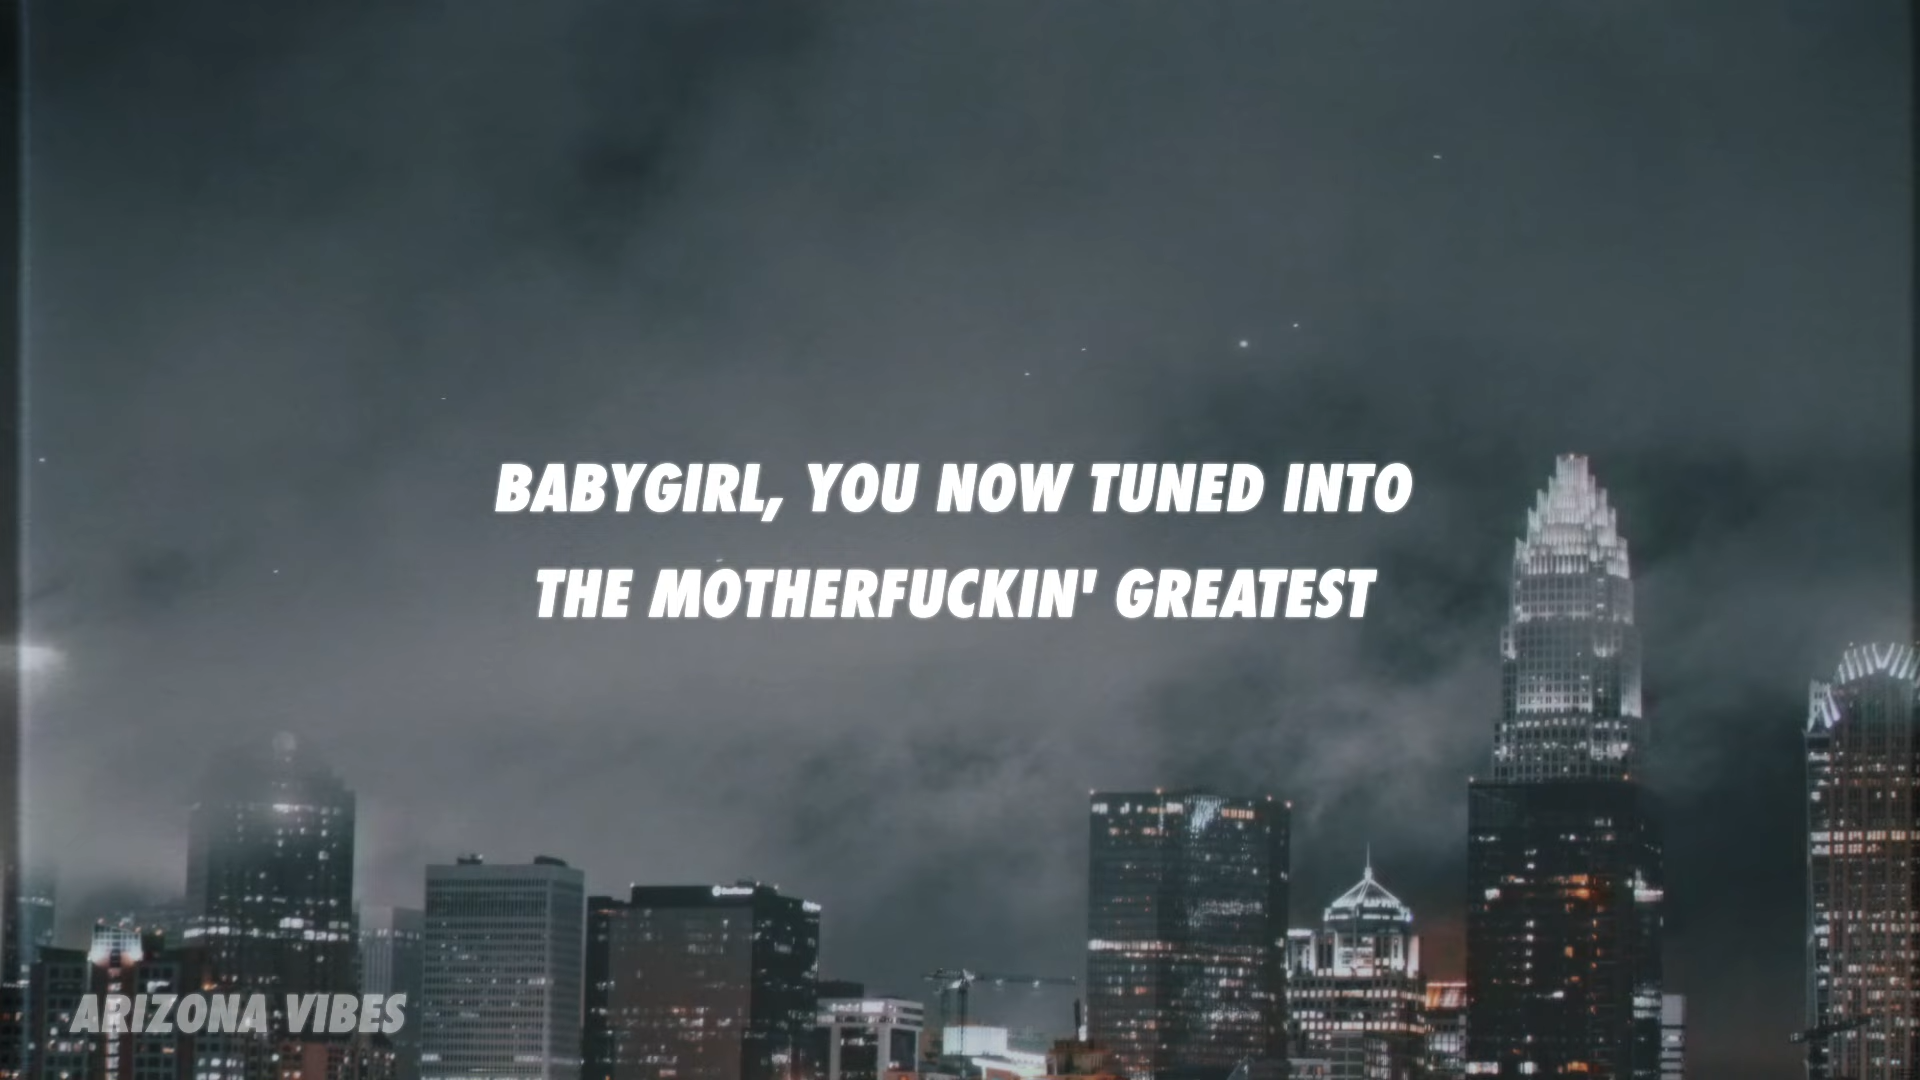 BABYGIRL, YOU NOW TUNED INTO
THE MOTHERFUCKIN' GREATEST
ARIZONA VIBES